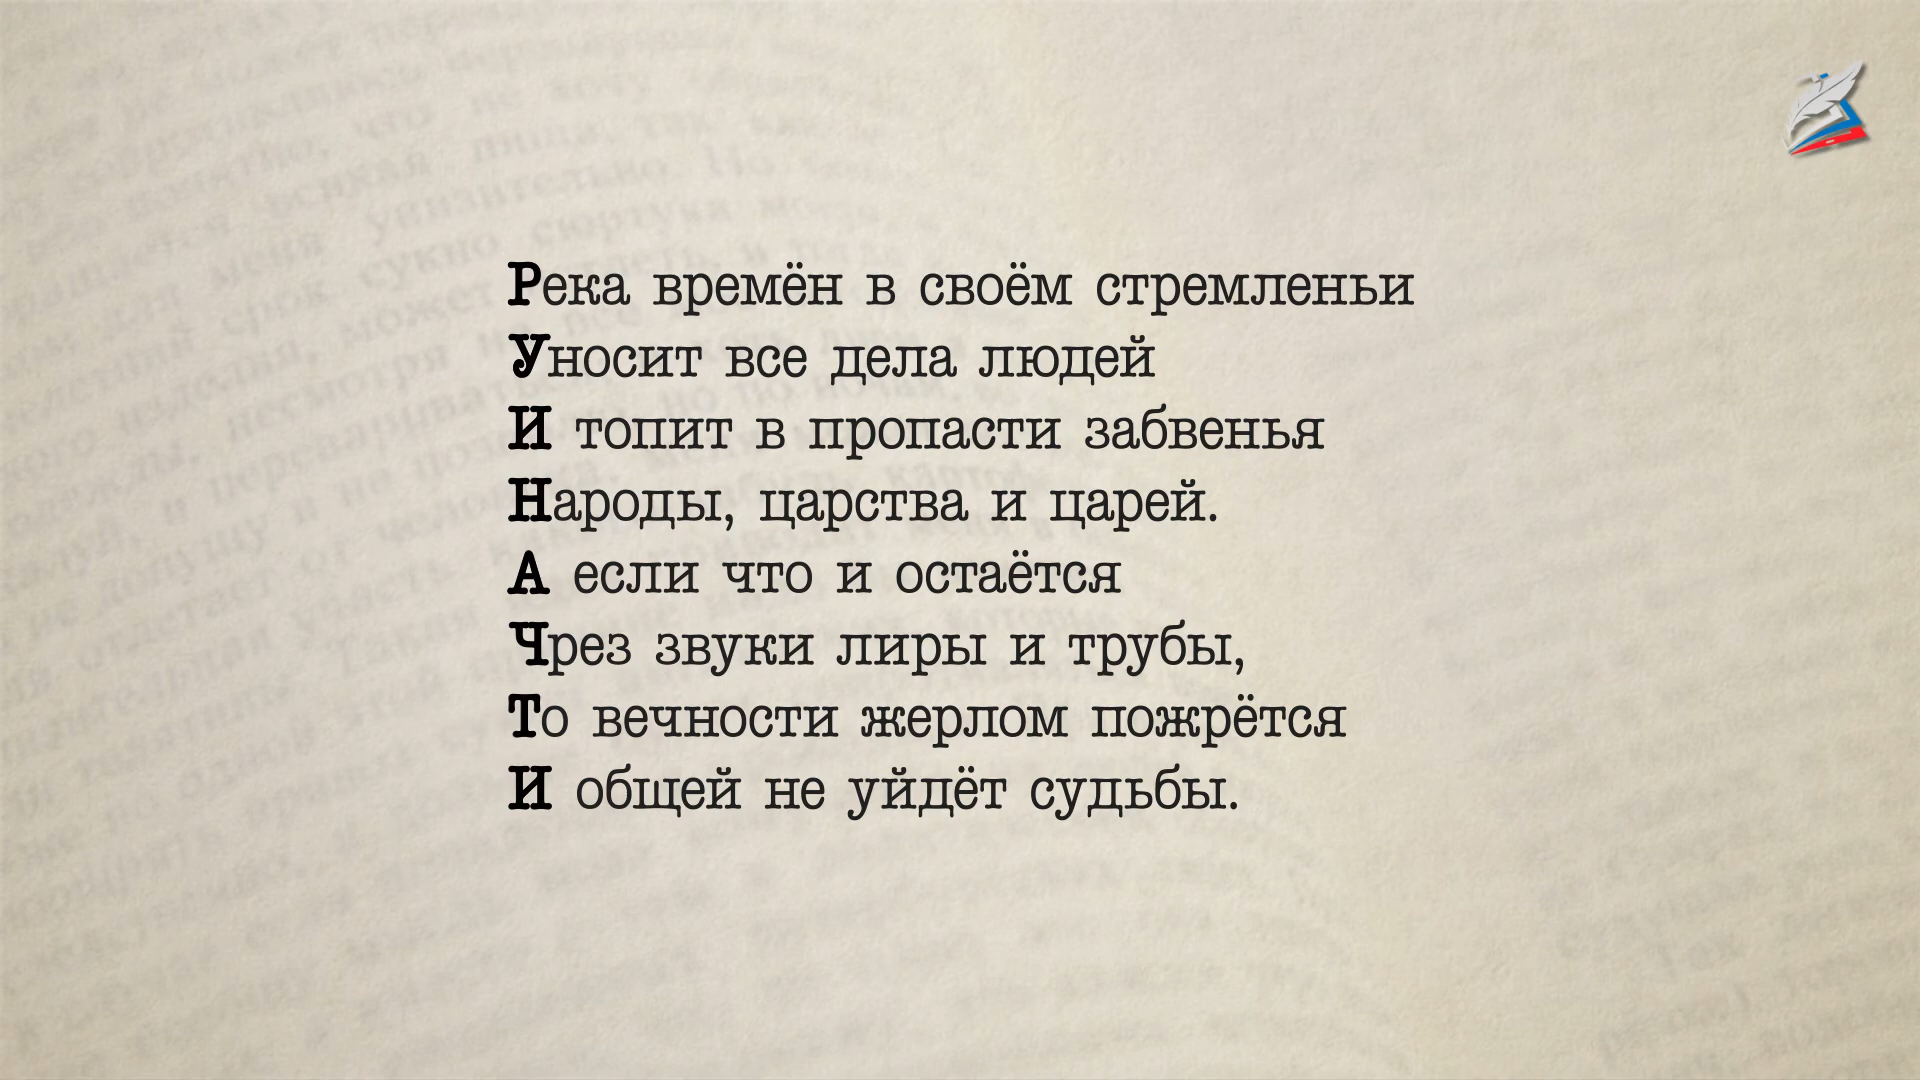 Река времён в своём стремленьи
Уносит все дела людей
И топит в пропасти забвенья
Народы, царства и царей.
А если что и остаётся
Чрез звуки лиры и трубы,
То вечности жерлом пожрётся
И общей не уйдёт судьбы.